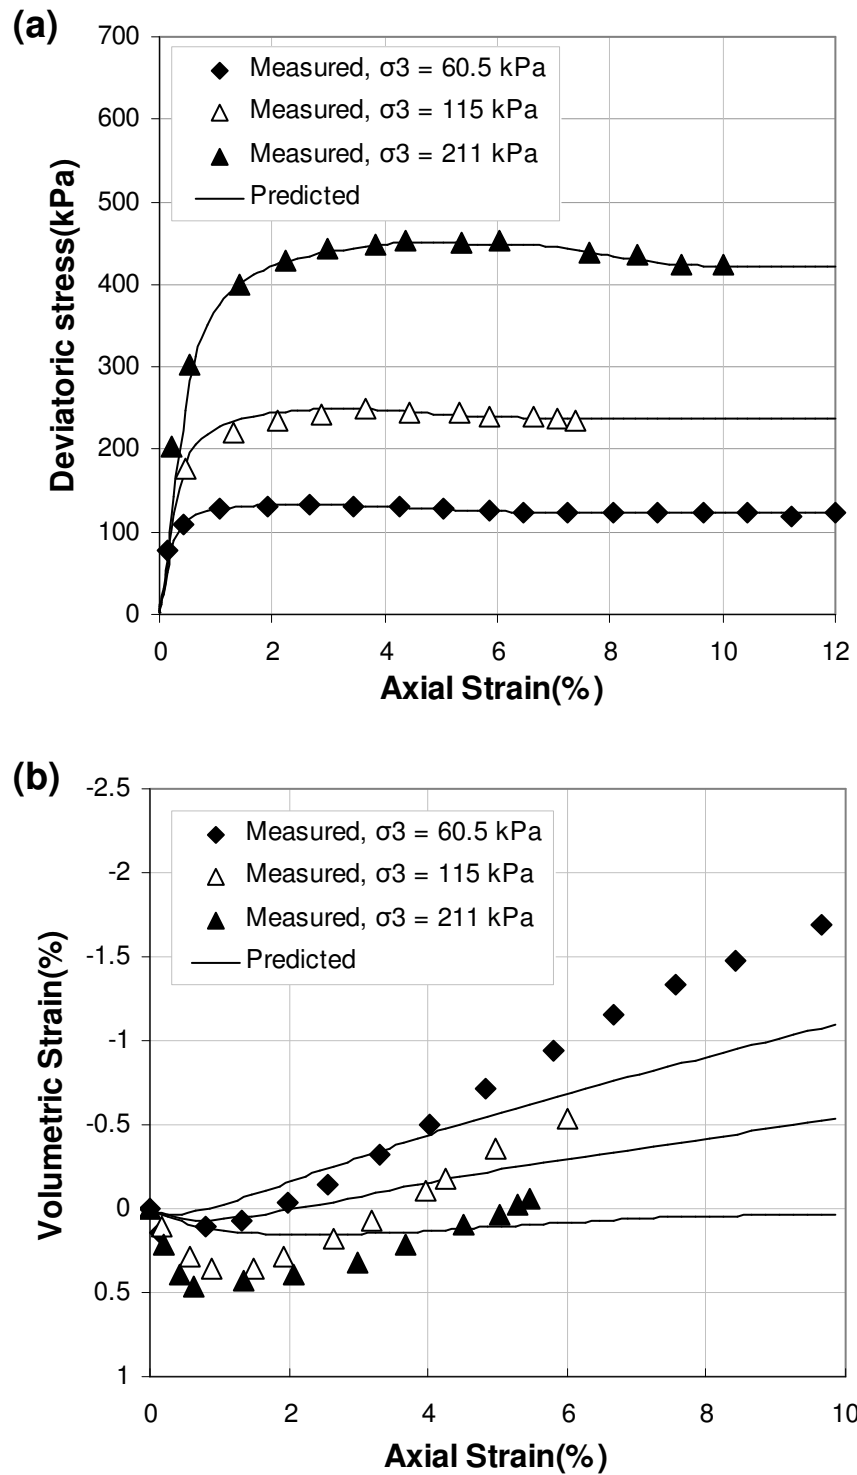 (a)
700
600
500
400
300
200
100
0
Deviatoric stress(kPa)
Measured, σ3 = 60.5 kPa
Measured, σ3 = 115 kPa
Measured, σ3 = 211 kPa
Predicted
0 2 4 6 8 10 12
Axial Strain(%)
(b)
-2.5
-2
-1.5
-1
-0.5
0
0.5
1
Volumetric Strain(%)
Measured, σ3 = 60.5 kPa
Measured, σ3 = 115 kPa
Measured, σ3 = 211 kPa
Predicted
0 2 4 6 8 10
Axial Strain(%)